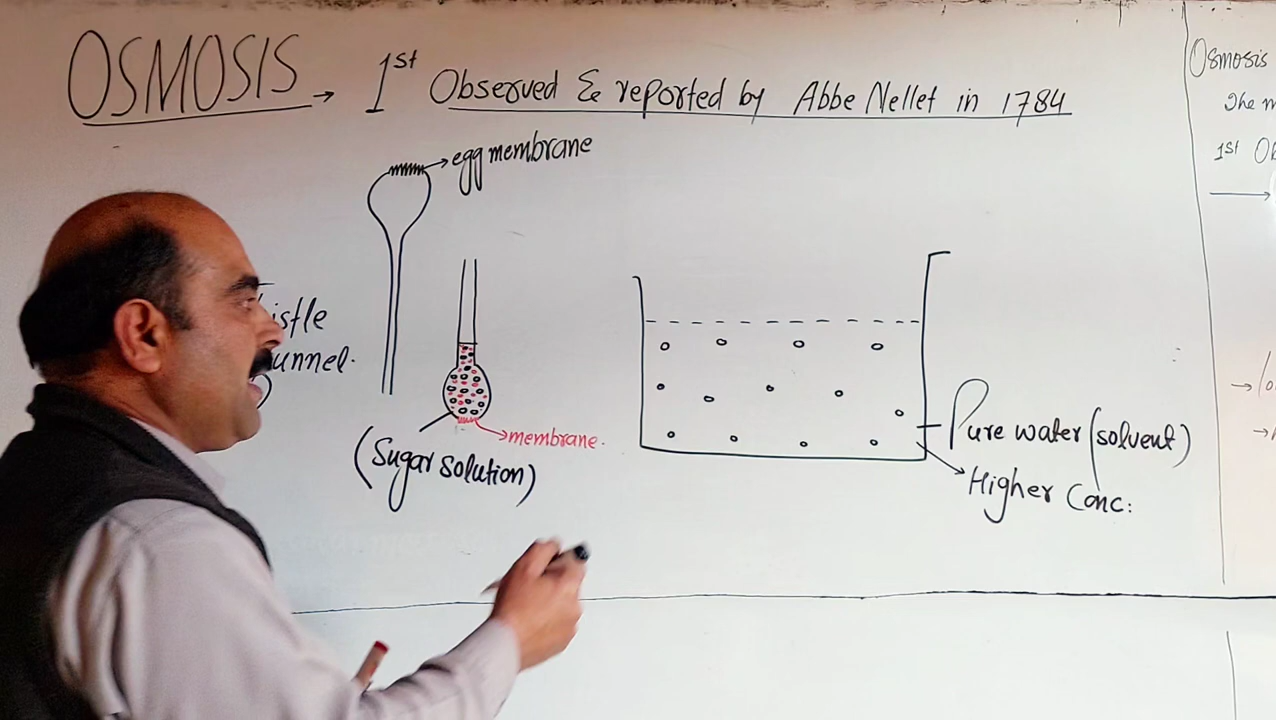 OSMOSIS → 1st Observed & reported by Abbe Nellet in 1784
→ egg membrane
→ membrane.
(Sugar solution)
Pure water (solvent)
→ Higher Conc:
Osmosis
1st